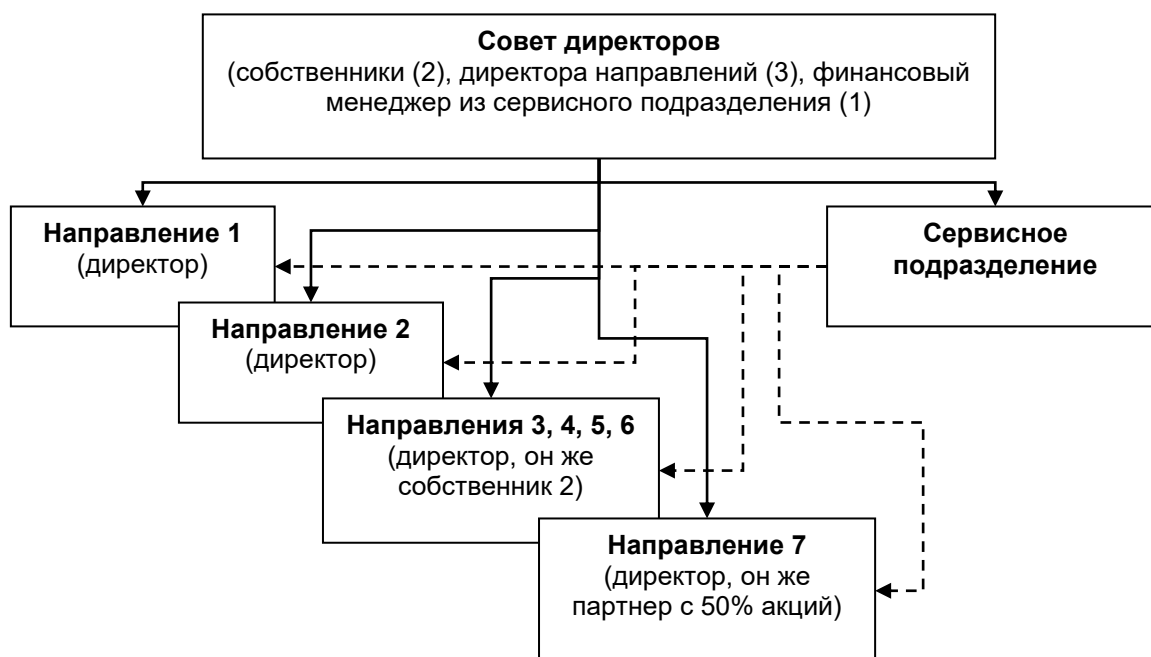 Совет директоров
(собственники (2), директора направлений (3), финансовый
менеджер из сервисного подразделения (1)
Направление 1
(директор)
Сервисное
подразделение
Направление 2
(директор)
Направления 3, 4, 5, 6
(директор, он же
собственник 2)
Направление 7
(директор, он же
партнер с 50% акций)